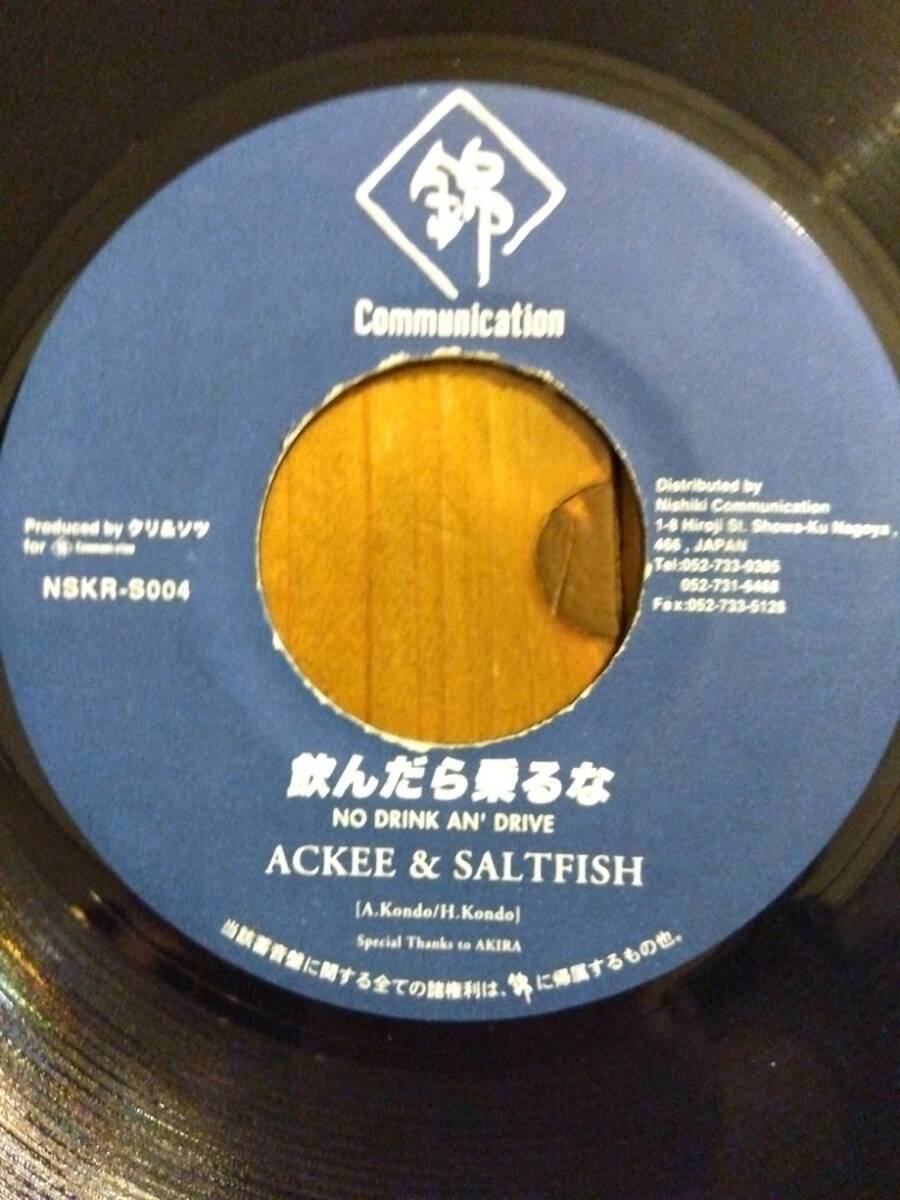 錦
Communication
Produced by クリ&ソツ
for 錦 Communication
NSKR-S004
Distributed by
Nishiki Communication
1-8 Hiroji St. Showa-Ku Nagoya,
466, JAPAN
Tel:052-733-9385
052-731-6468
Fax:052-733-5128
飲んだら乗るな
NO DRINK AN' DRIVE
ACKEE & SALTFISH
[A.Kondo/H.Kondo]
Special Thanks to AKIRA
当該蓄音盤に関する全ての諸権利は、錦に帰属するもの也。